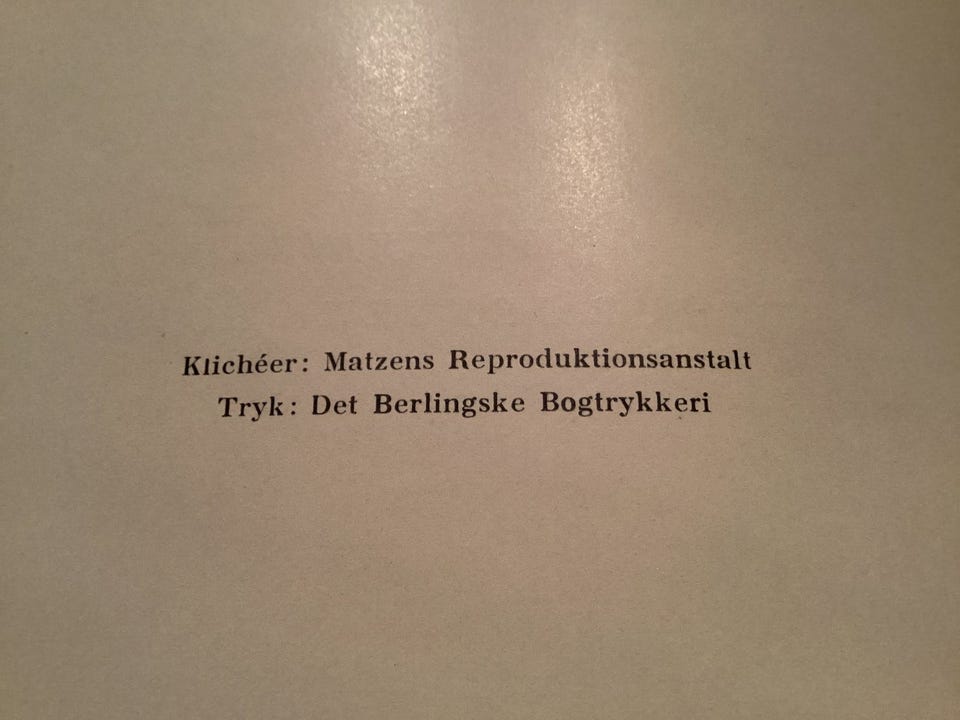 Klichéer: Matzens Reproduktionsanstalt
Tryk: Det Berlingske Bogtrykkeri